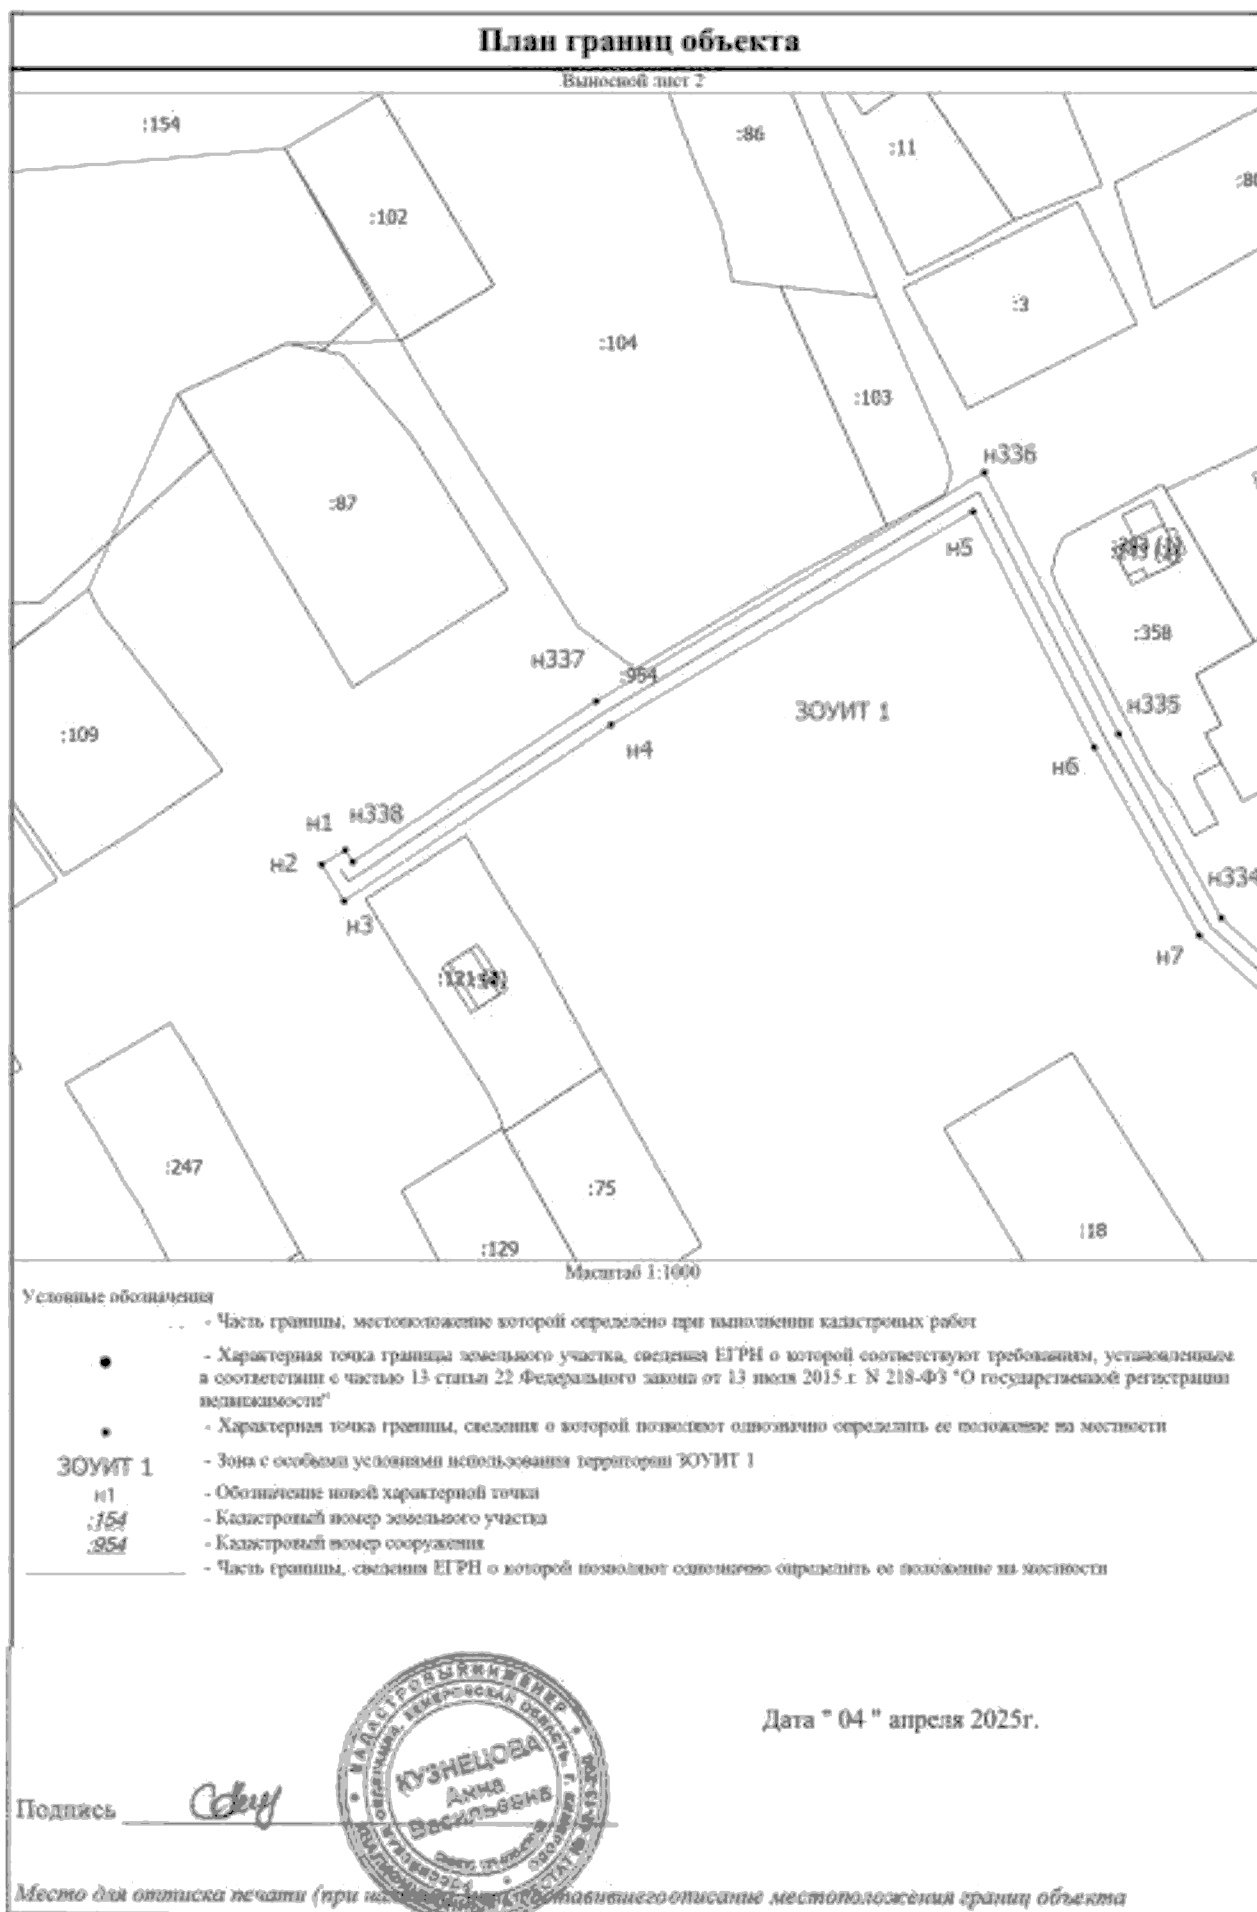 План границ объекта
Выносной лист 2
:154
:86
:11
:80
:102
:3
:104
:103
н336
:87
н5
:358
н337
:954
ЗОУИТ 1
н335
:109
н4
н6
н1 н338
н2
н334
н3
н7
:247
:75
:18
:129
Масштаб 1:1000
Условные обозначения
- Часть границы, местоположение которой определено при выполнении кадастровых работ
- Характерная точка границы земельного участка, сведения ЕГРН о которой соответствуют требованиям, установленным
в соответствии с частью 13 статьи 22 Федерального закона от 13 июля 2015 г. N 218-ФЗ "О государственной регистрации
недвижимости"
- Характерная точка границы, сведения о которой позволяют однозначно определить ее положение на местности
ЗОУИТ 1 - Зона с особыми условиями использования территории ЗОУИТ 1
н1 - Обозначение новой характерной точки
:154 - Кадастровый номер земельного участка
:954 - Кадастровый номер сооружения
- Часть границы, сведения ЕГРН о которой позволяют однозначно определить ее положение на местности
КАДАСТРОВЫЙ ИНЖЕНЕР
КЕМЕРОВСКАЯ ОБЛАСТЬ, Г.
КУЗНЕЦОВА
Анна
Васильевна
Дата " 04 " апреля 2025г.
Подпись
Место для оттиска печати (при описание местоположения границ объекта